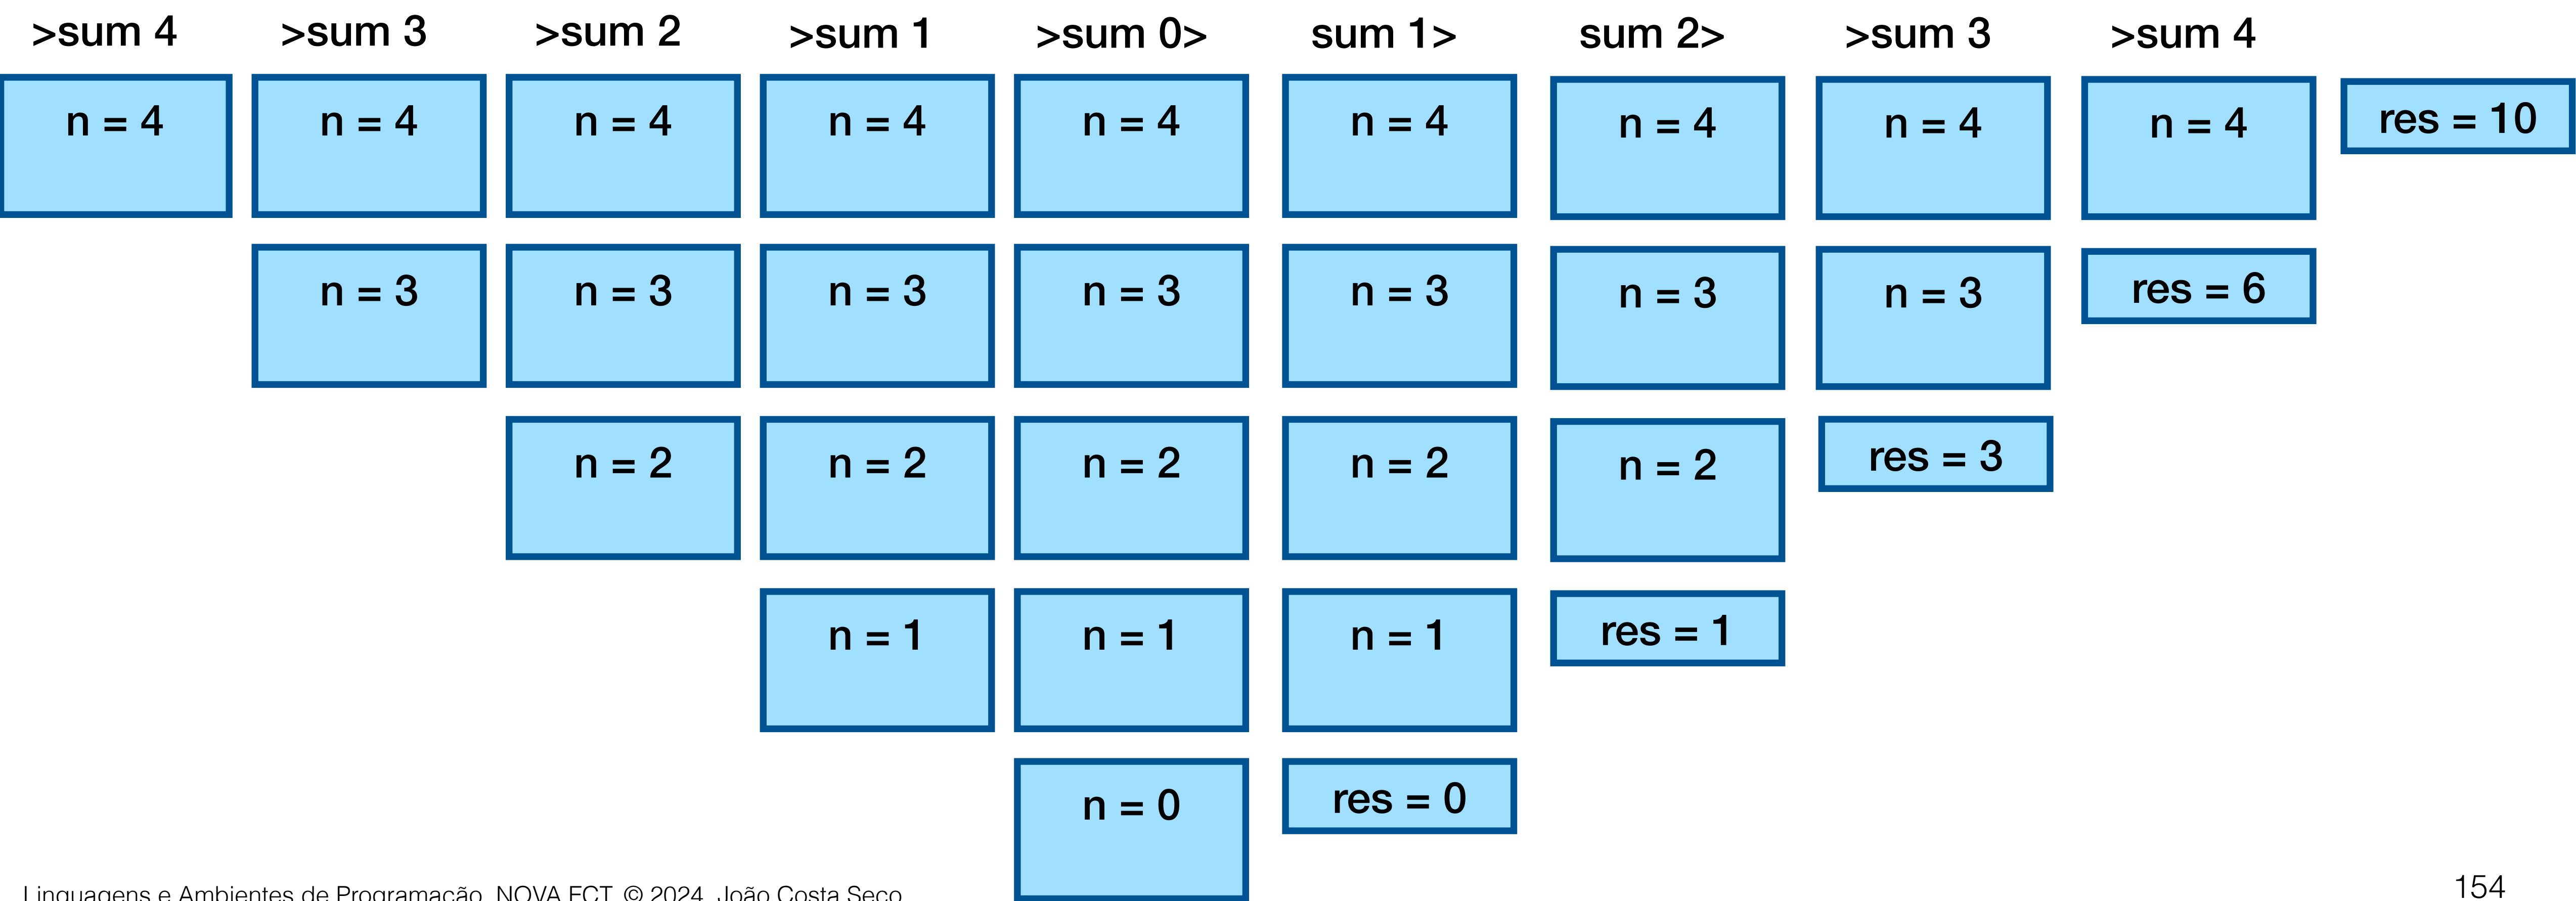 >sum 4 >sum 3 >sum 2 >sum 1 >sum 0> sum 1> sum 2> >sum 3 >sum 4
n = 4 n = 4 n = 4 n = 4 n = 4 n = 4 n = 4 n = 4 n = 4 res = 10
n = 3 n = 3 n = 3 n = 3 n = 3 n = 3 n = 3 res = 6
n = 2 n = 2 n = 2 n = 2 n = 2 res = 3
n = 1 n = 1 n = 1 res = 1
n = 0 res = 0
Linguagens e Ambientes de Programação, NOVA FCT, © 2024, João Costa Seco
154